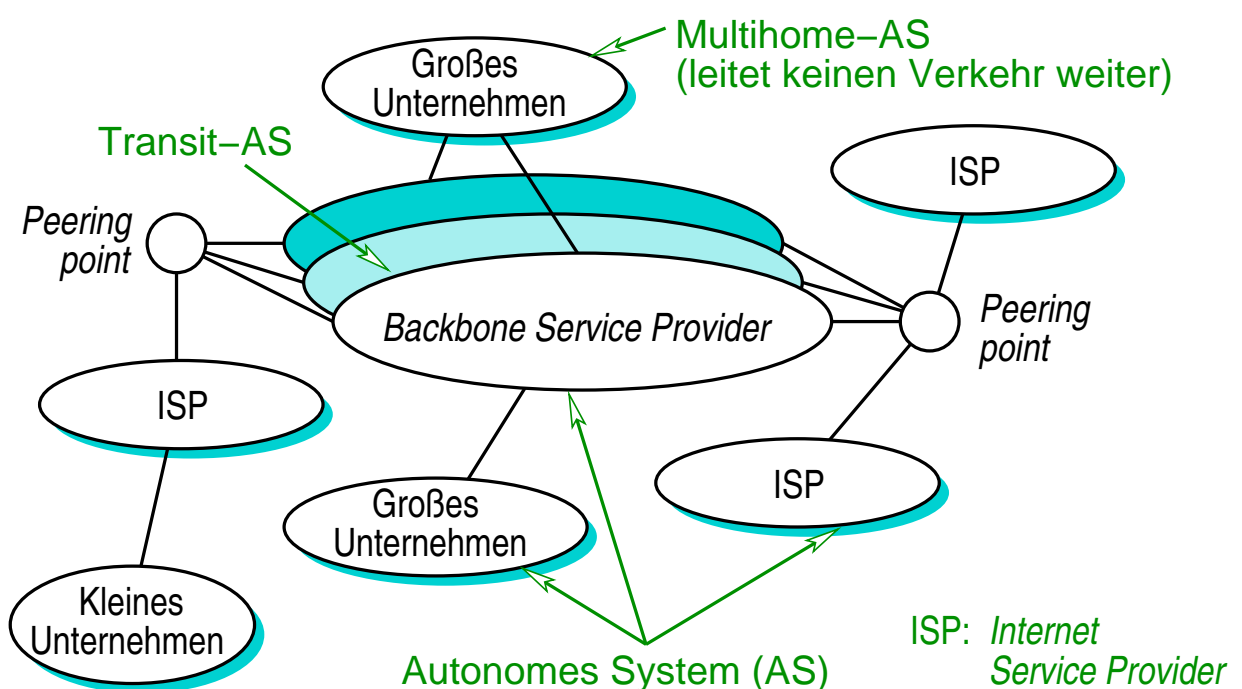 Großes
Unternehmen
Multihome–AS
(leitet keinen Verkehr weiter)
Transit–AS
ISP
Peering
point
Backbone Service Provider
Peering
point
ISP
ISP
Großes
Unternehmen
Kleines
Unternehmen
Autonomes System (AS)
ISP: Internet
Service Provider